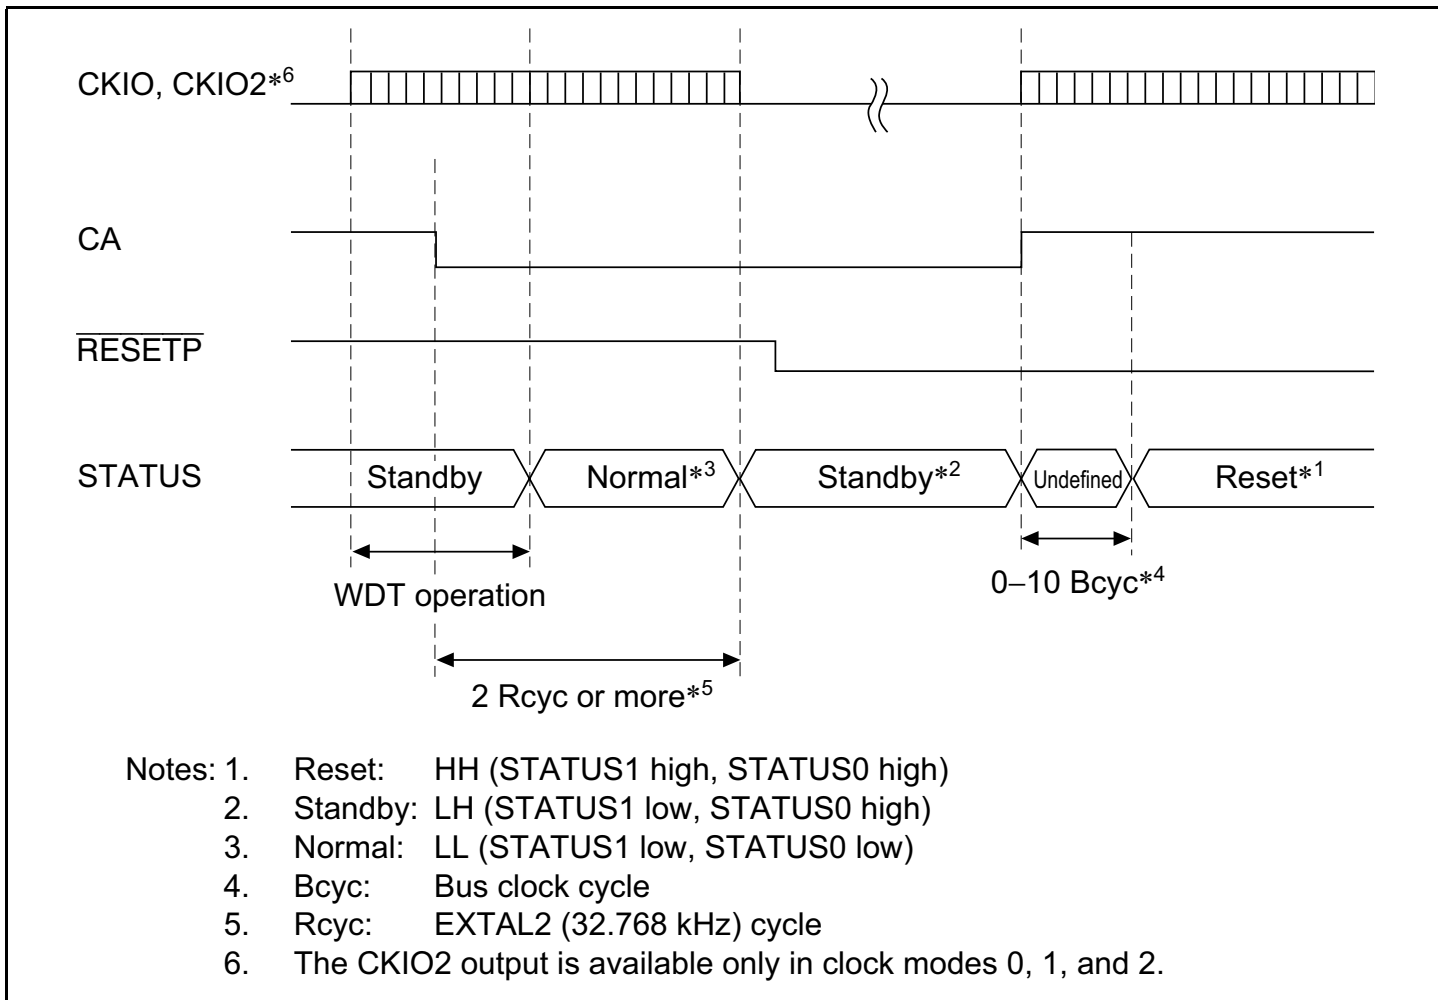 CKIO, CKIO2*6
CA
RESETP
STATUS
Standby
Normal*3
Standby*2
Undefined
Reset*1
WDT operation
0–10 Bcyc*4
2 Rcyc or more*5
Notes: 1. Reset: HH (STATUS1 high, STATUS0 high)
2. Standby: LH (STATUS1 low, STATUS0 high)
3. Normal: LL (STATUS1 low, STATUS0 low)
4. Bcyc: Bus clock cycle
5. Rcyc: EXTAL2 (32.768 kHz) cycle
6. The CKIO2 output is available only in clock modes 0, 1, and 2.